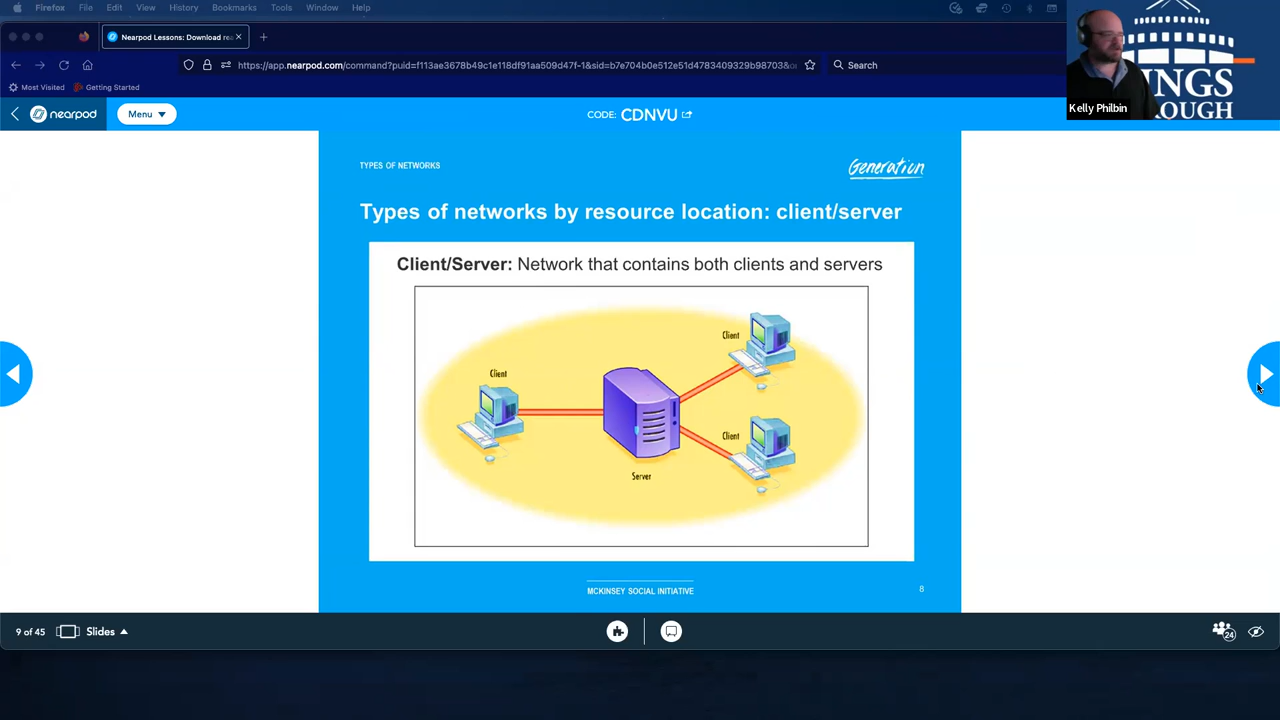 Firefox File Edit View History Bookmarks Tools Window Help
Nearpod Lessons: Download rea
https://app.nearpod.com/command?puid=f113ae3678b49c1e118df91aa509d47f-1&sid=b7e704b0e512e51d4783409329b98703&
Search
Most Visited Getting Started
nearpod Menu CODE: CDNVU
INGS
ROUGH
Kelly Philbin
TYPES OF NETWORKS
Generation
Types of networks by resource location: client/server
Client/Server: Network that contains both clients and servers
Client
Client
Client
Server
MCKINSEY SOCIAL INITIATIVE
8
9 of 45 Slides
24